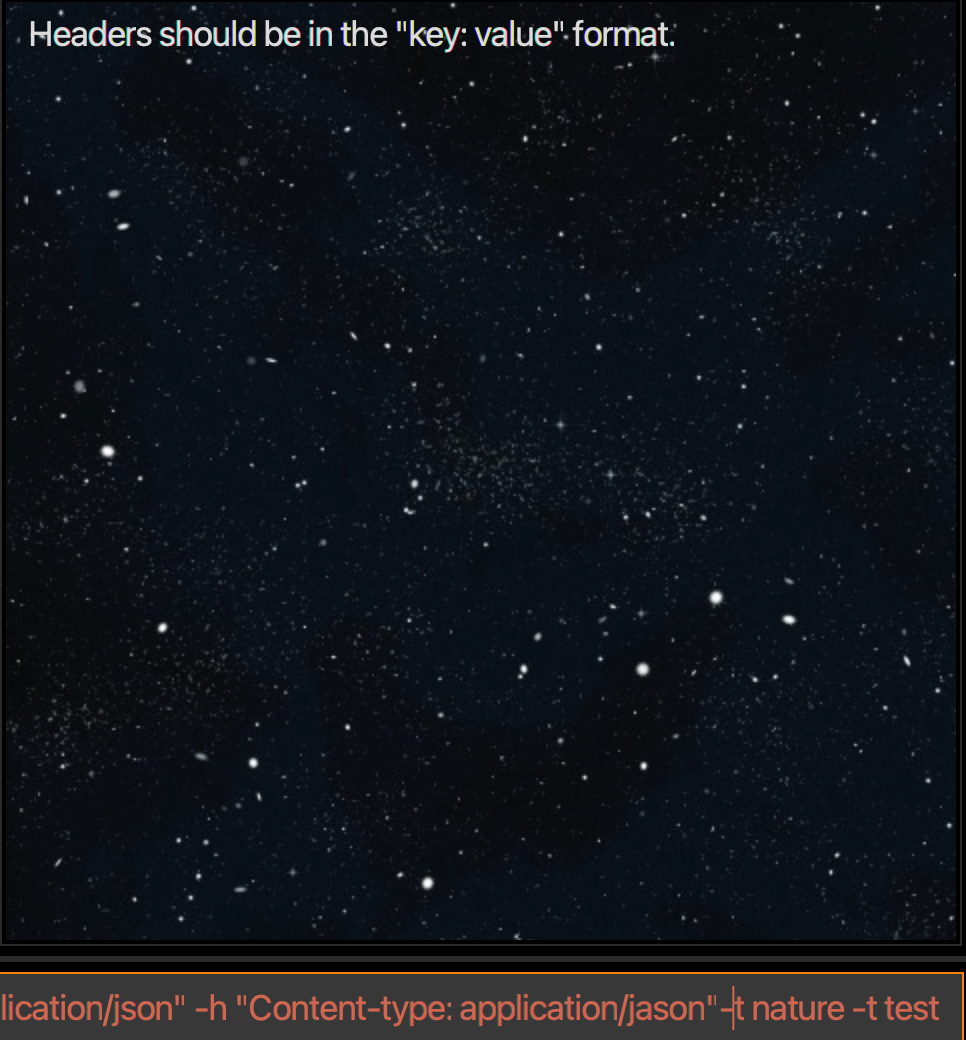 Headers should be in the "key: value" format.
lication/json" -h "Content-type: application/jason" -t nature -t test